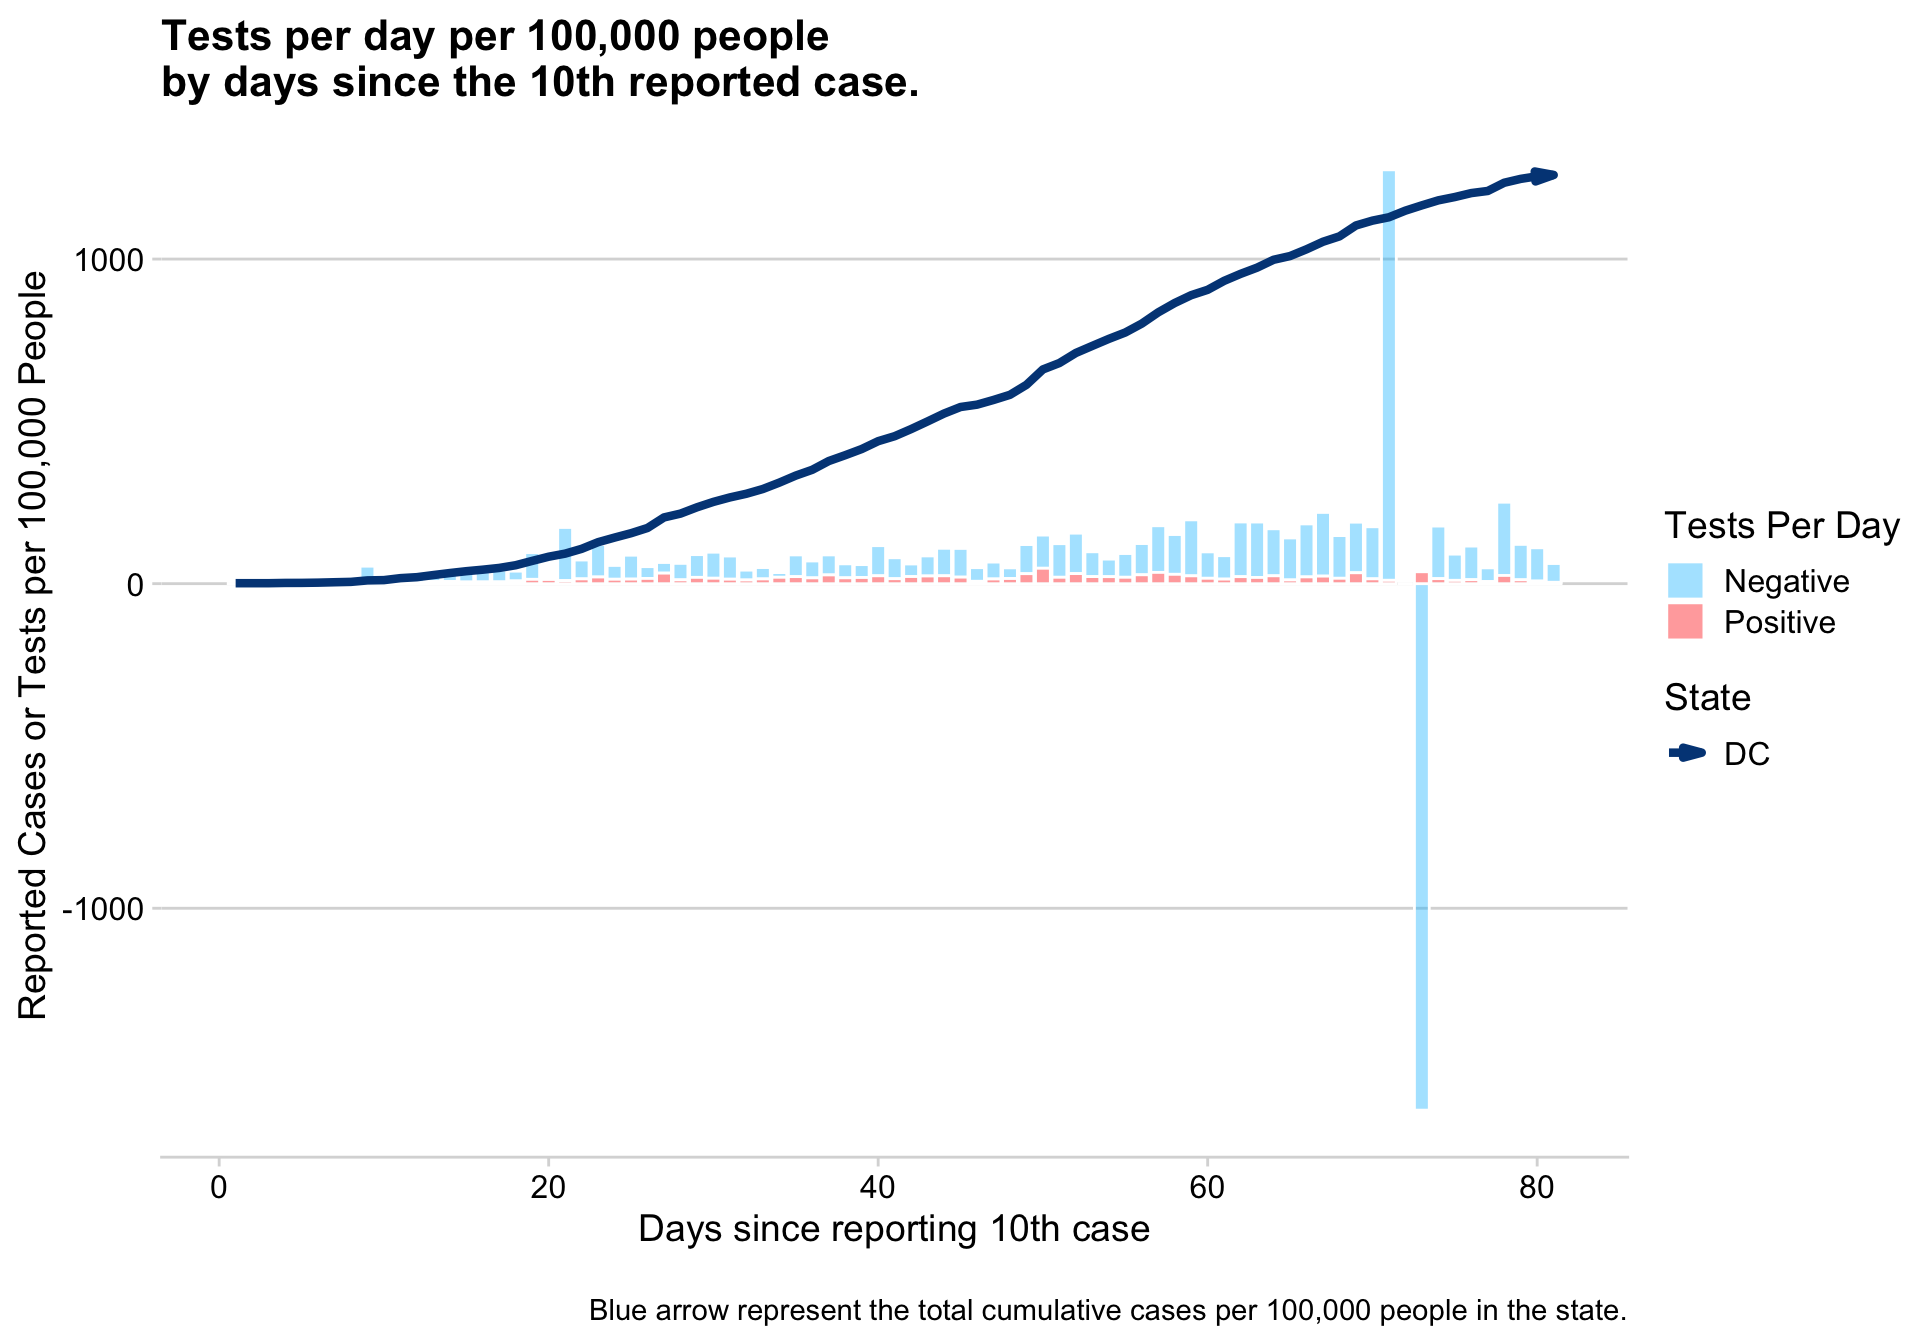 Tests per day per 100,000 people
by days since the 10th reported case.
Reported Cases or Tests per 100,000 People
1000
0
-1000
0
20
40
60
80
Days since reporting 10th case
Tests Per Day
Negative
Positive
State
DC
Blue arrow represent the total cumulative cases per 100,000 people in the state.